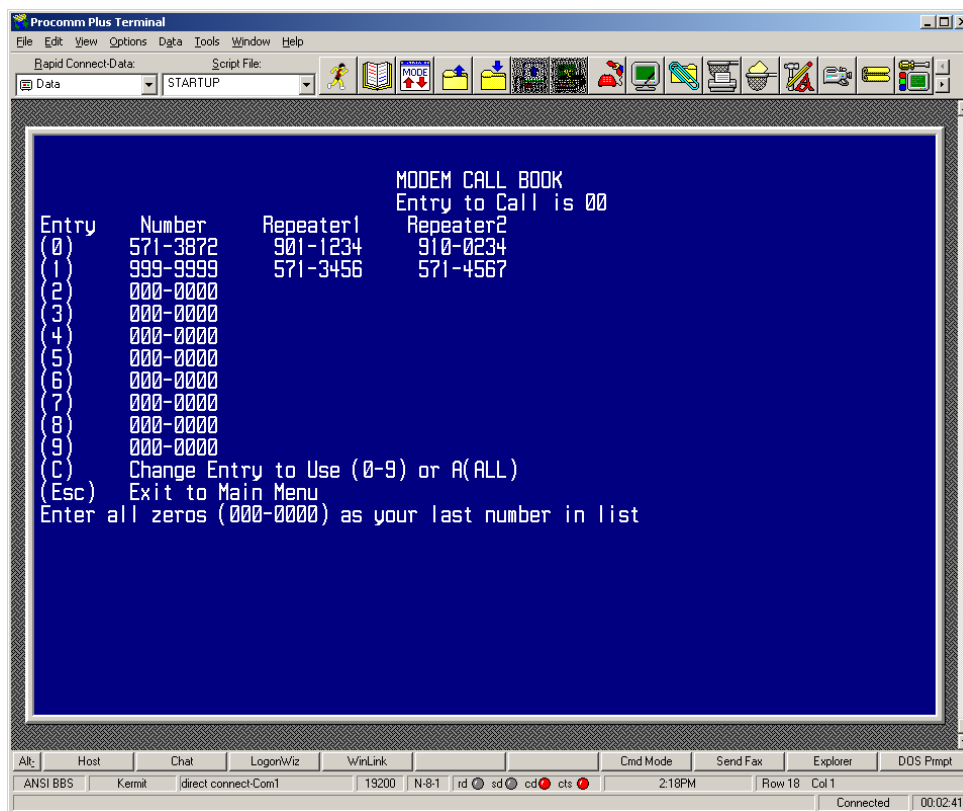 Procomm Plus Terminal
File Edit View Options Data Tools Window Help
Rapid Connect-Data: Script File:
Data STARTUP
MODE
MODEM CALL BOOK
Entry to Call is 00
Entry Number Repeater1 Repeater2
(0) 571-3872 901-1234 910-0234
(1) 999-9999 571-3456 571-4567
(2) 000-0000
(3) 000-0000
(4) 000-0000
(5) 000-0000
(6) 000-0000
(7) 000-0000
(8) 000-0000
(9) 000-0000
(C) Change Entry to Use (0-9) or A(ALL)
(Esc) Exit to Main Menu
Enter all zeros (000-0000) as your last number in list
Alt: Host Chat LogonWiz WinLink Cmd Mode Send Fax Explorer DOS Prmpt
ANSI BBS Kermit direct connect-Com1 19200 N-8-1 rd sd cd cts 2:18PM Row 18 Col 1
Connected 00:02:41